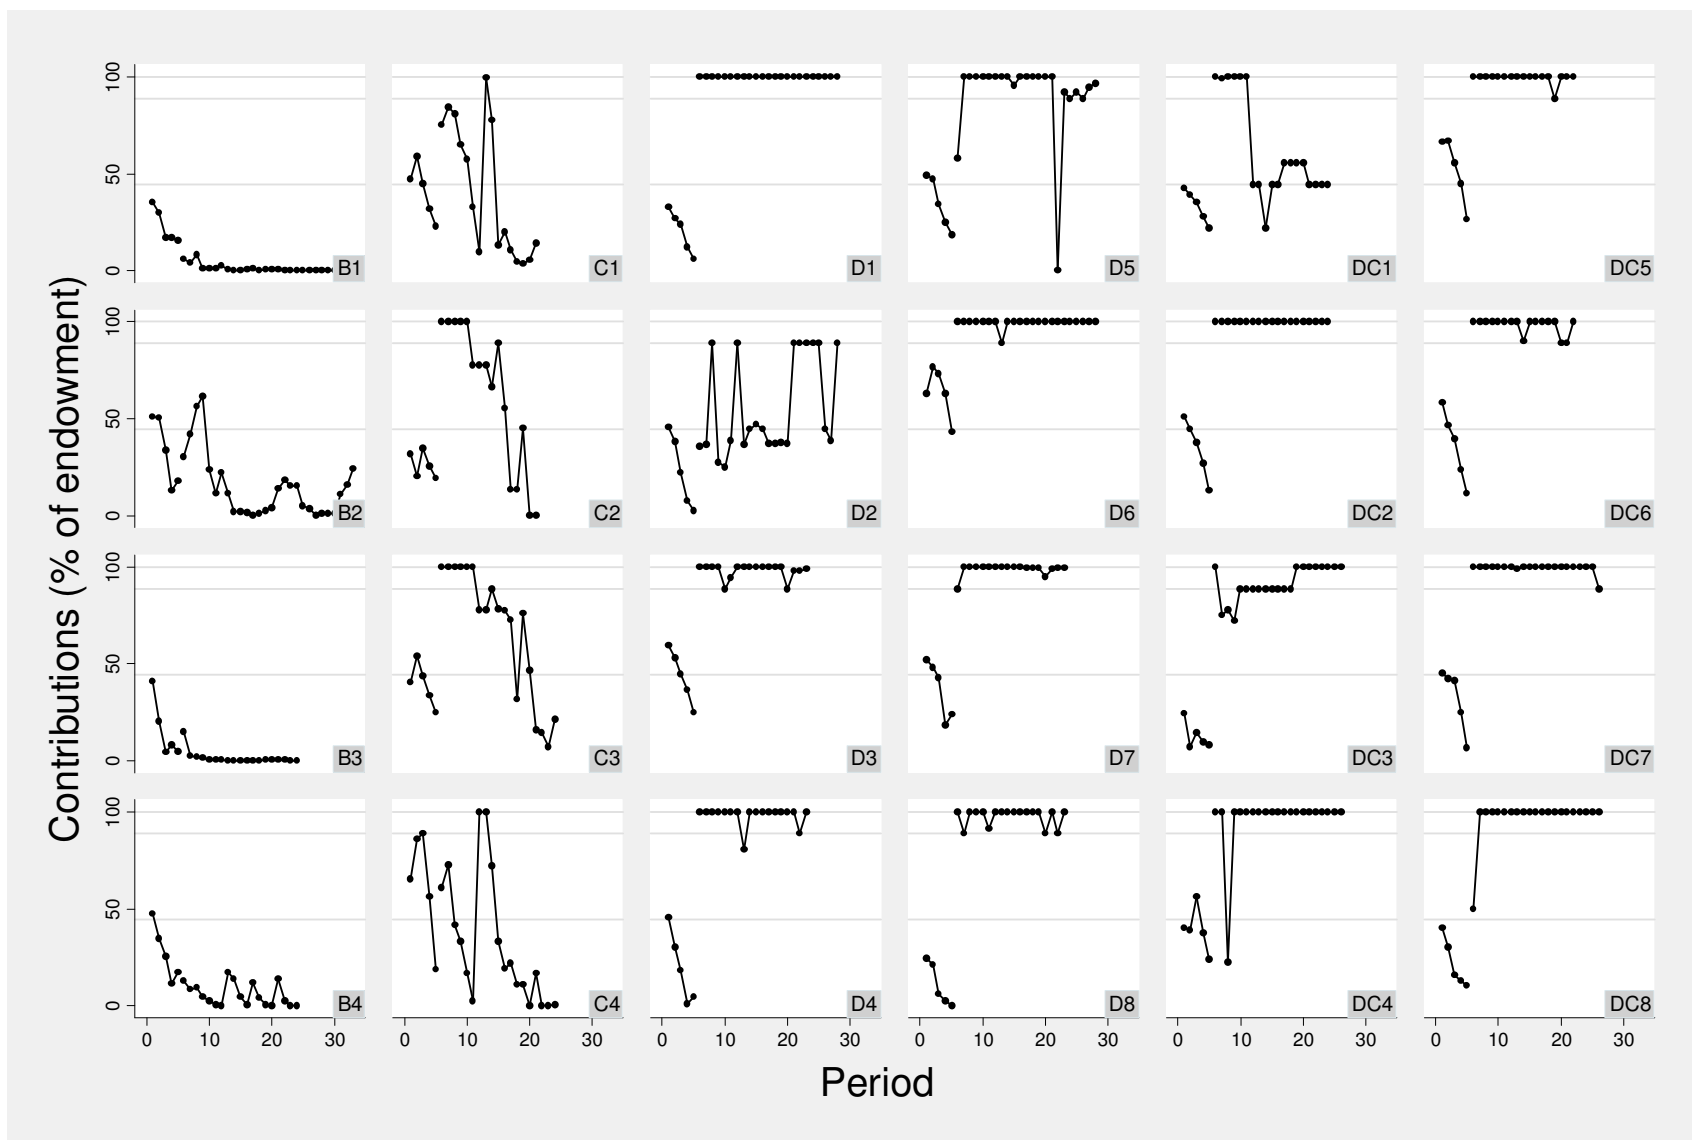 Contributions (% of endowment)
100
50
0
B1
C1
D1
D5
DC1
DC5
100
50
0
B2
C2
D2
D6
DC2
DC6
100
50
0
B3
C3
D3
D7
DC3
DC7
100
50
0
B4
C4
D4
D8
DC4
DC8
0 10 20 30 0 10 20 30 0 10 20 30 0 10 20 30 0 10 20 30 0 10 20 30
Period